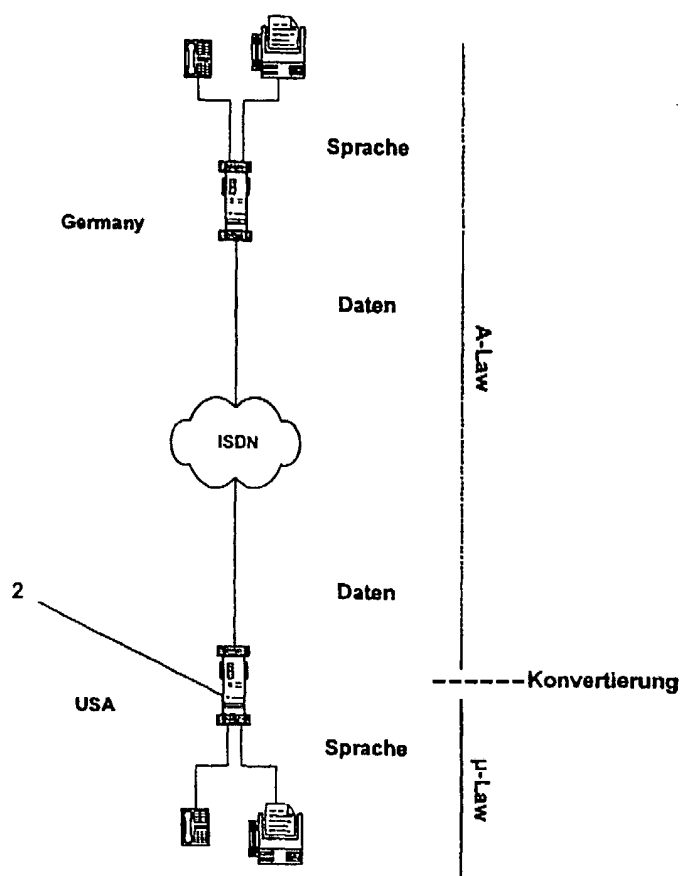 Sprache
Germany
Daten
A-Law
ISDN
2
Daten
Konvertierung
USA
Sprache
µ-Law